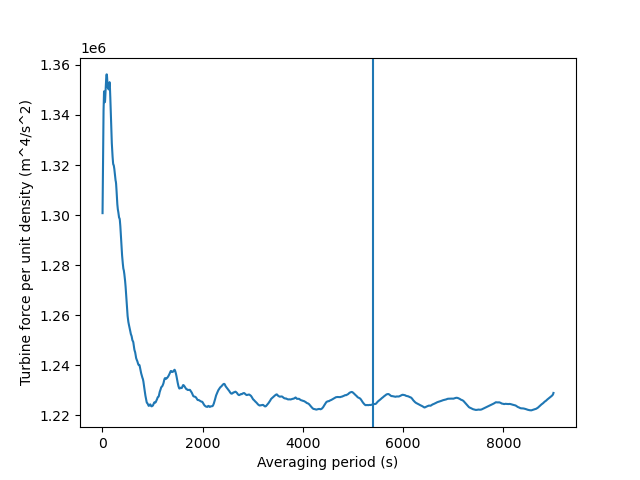 1e6
1.36
1.34
1.32
1.30
1.28
1.26
1.24
1.22
Turbine force per unit density (m^4/s^2)
0 2000 4000 6000 8000
Averaging period (s)